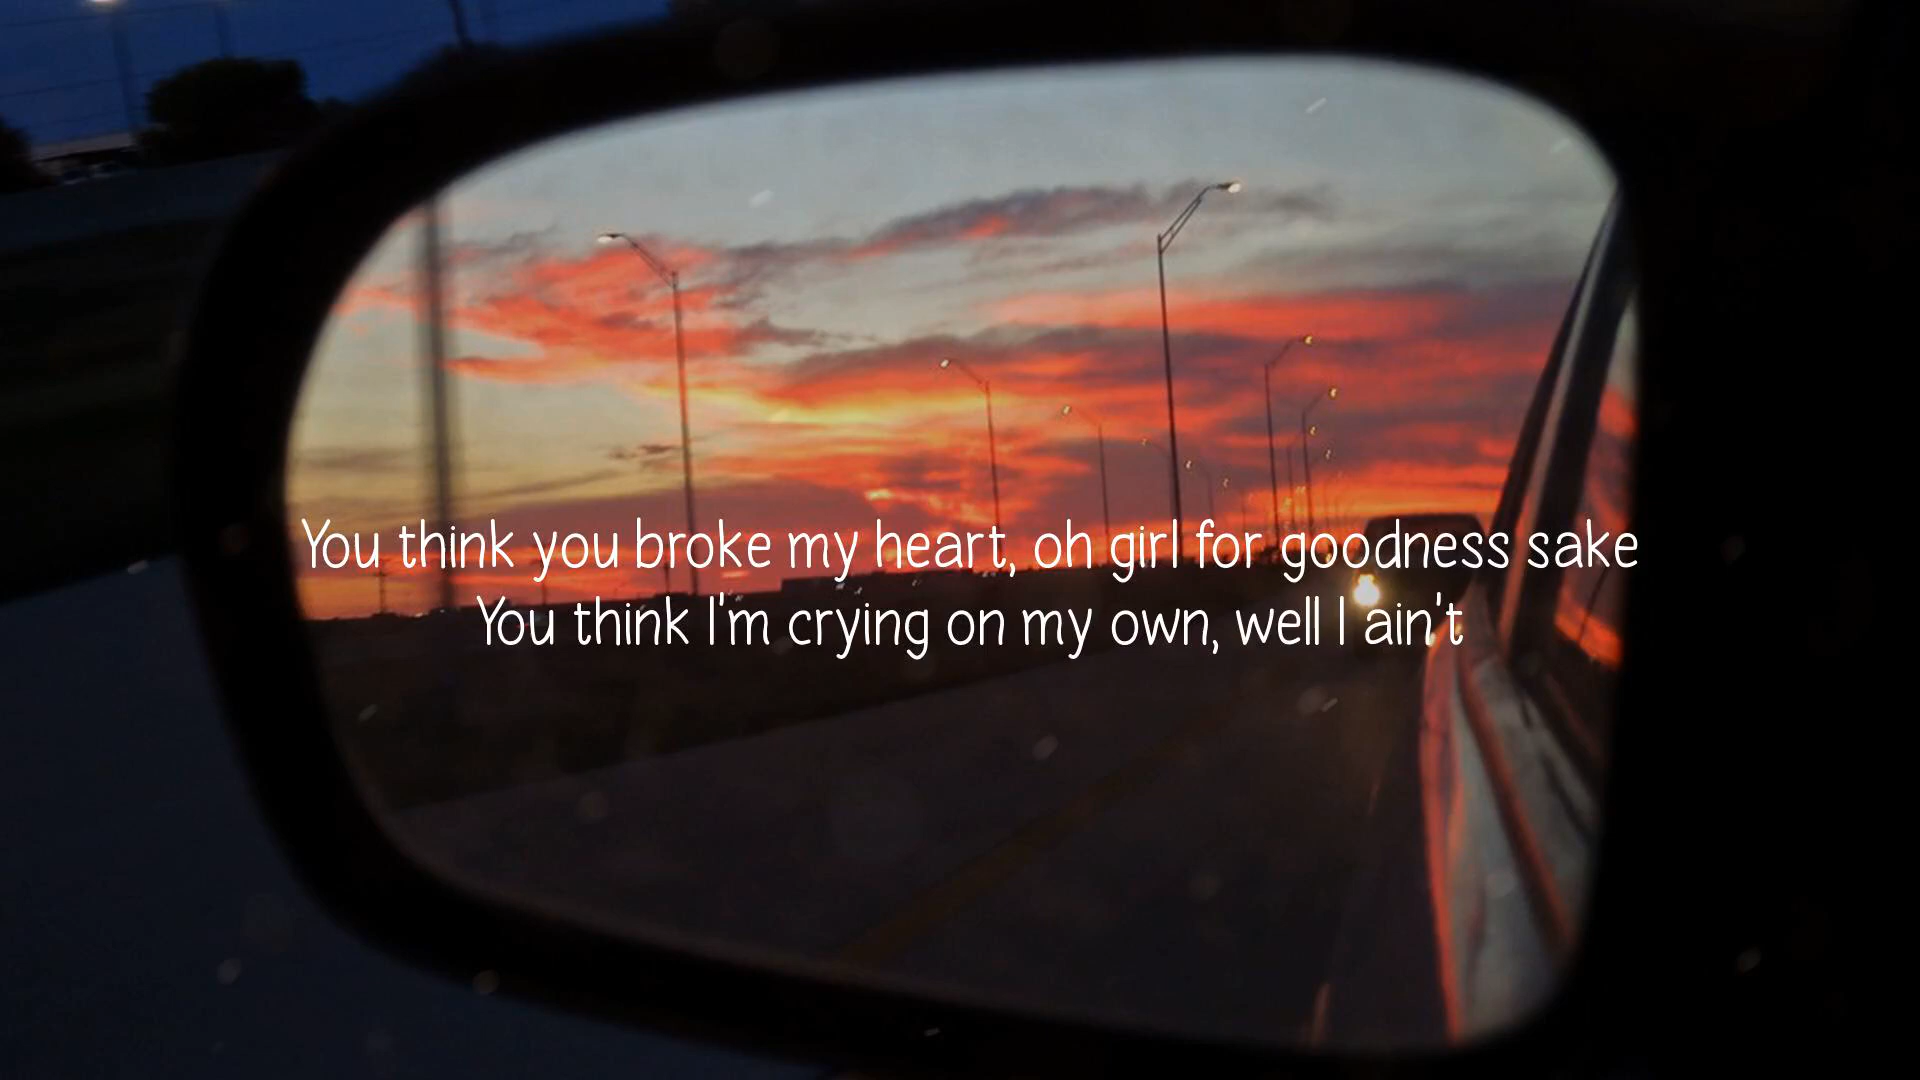 You think you broke my heart, oh girl for goodness sake
You think I'm crying on my own, well I ain't